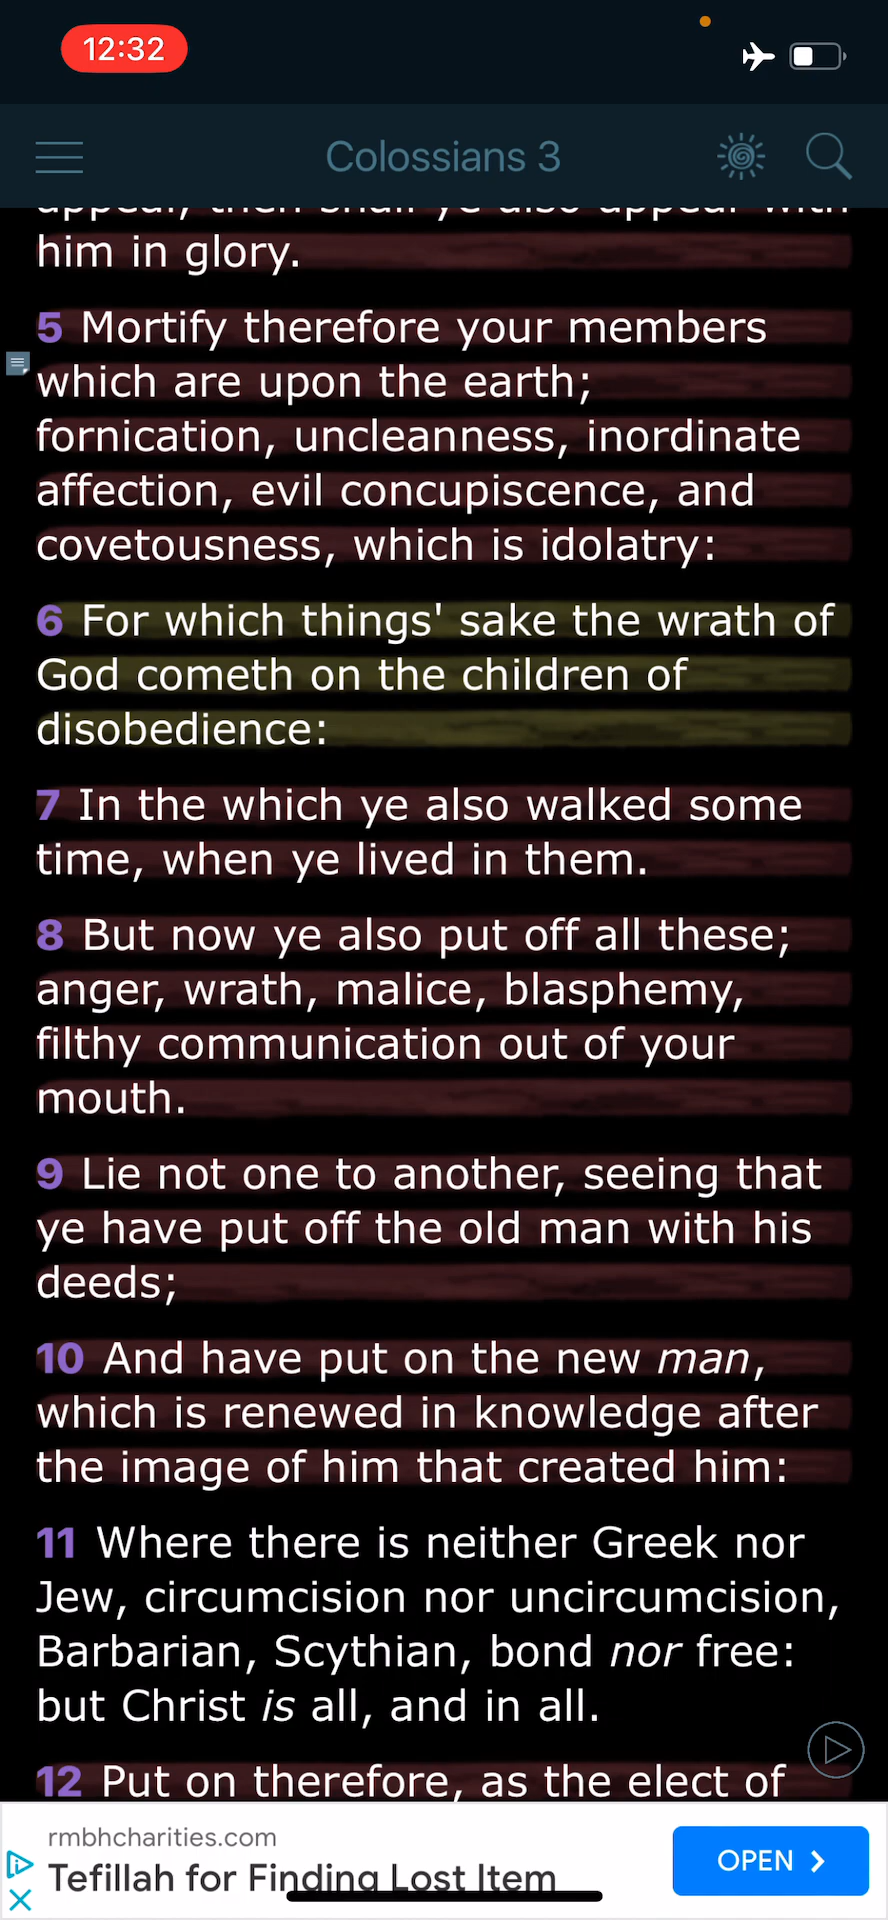 12:32
Colossians 3
appear, then shall ye also appear with
him in glory.
5 Mortify therefore your members
which are upon the earth;
fornication, uncleanness, inordinate
affection, evil concupiscence, and
covetousness, which is idolatry:
6 For which things' sake the wrath of
God cometh on the children of
disobedience:
7 In the which ye also walked some
time, when ye lived in them.
8 But now ye also put off all these;
anger, wrath, malice, blasphemy,
filthy communication out of your
mouth.
9 Lie not one to another, seeing that
ye have put off the old man with his
deeds;
10 And have put on the new man,
which is renewed in knowledge after
the image of him that created him:
11 Where there is neither Greek nor
Jew, circumcision nor uncircumcision,
Barbarian, Scythian, bond nor free:
but Christ is all, and in all.
12 Put on therefore, as the elect of
rmbhcharities.com
Tefillah for Finding Lost Item
OPEN